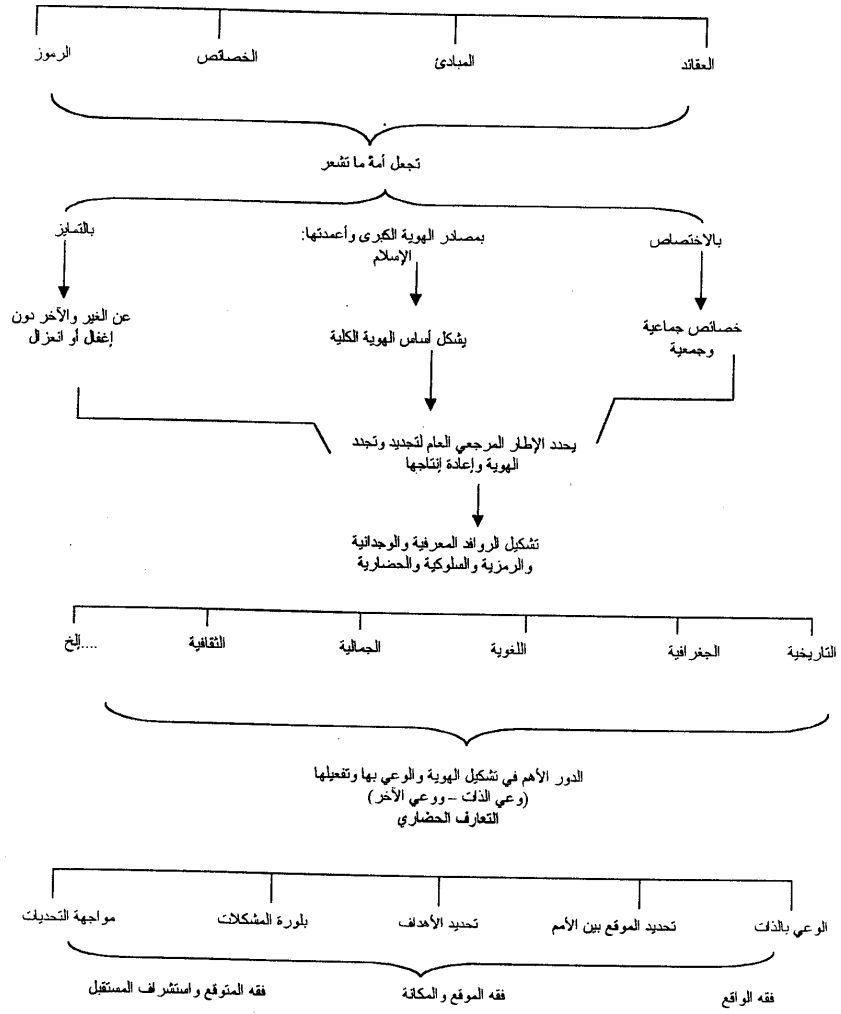 العقائد
المبادئ
الخصائص
الرموز
تجعل أمة ما تشعر
بالاختصاص
بمصادر الهوية الكبرى وأعمدتها:
الإسلام
بالتمايز
خصائص جماعية
وجمعية
يشكل أساس الهوية الكلية
عن الغير والآخر دون
إغفال أو انعزال
يحدد الإطار المرجعي العام لتجديد وتجدد
الهوية وإعادة إنتاجها
تشكيل الروافد المعرفية والوجدانية
والرمزية والسلوكية والحضارية
التاريخية
الجغرافية
اللغوية
الجمالية
الثقافية
....إلخ
الدور الأهم في تشكيل الهوية والوعي بها وتفعيلها
(وعي الذات – ووعي الآخر)
التعارف الحضاري
الوعي بالذات
تحديد الموقع بين الأمم
تحديد الأهداف
بلورة المشكلات
مواجهة التحديات
فقه الواقع
فقه الموقع والمكانة
فقه المتوقع واستشراف المستقبل